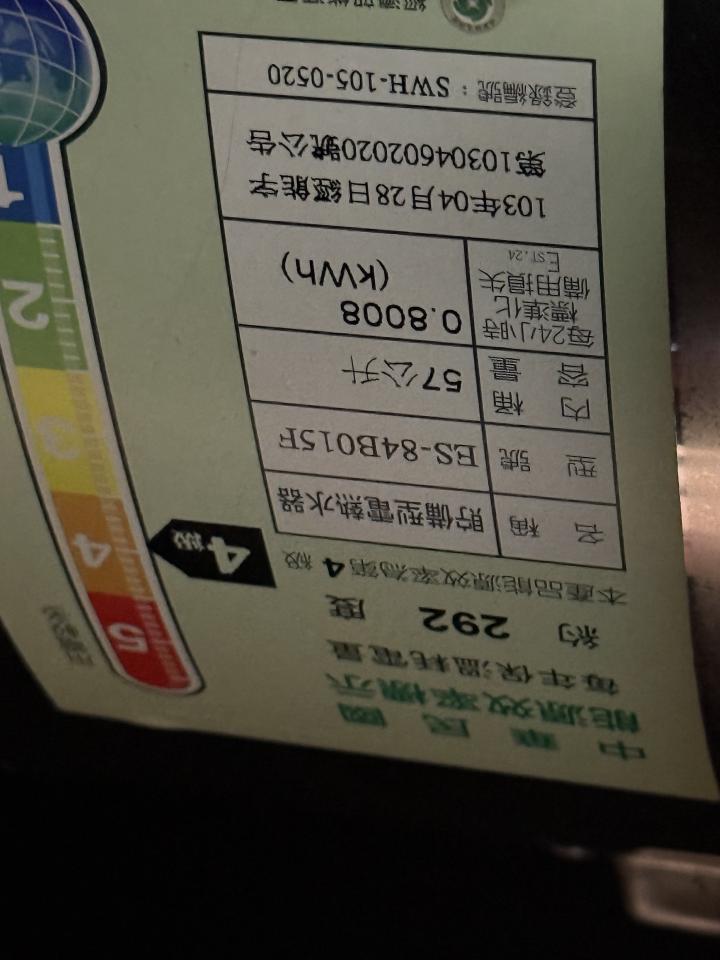 中華民國
能源效率標示
每年保溫耗電量
約 292 度
本產品能源效率為第4級
4級
5
4
3
2
1
名稱 貯備型電熱水器
型號 ES-84B015F
內桶容量 57公升
每24小時標準化備用損失 EST,24 0.8008 (kWh)
103年04月28日經能字
第10304602020號公告
登錄編號：SWH-105-0520